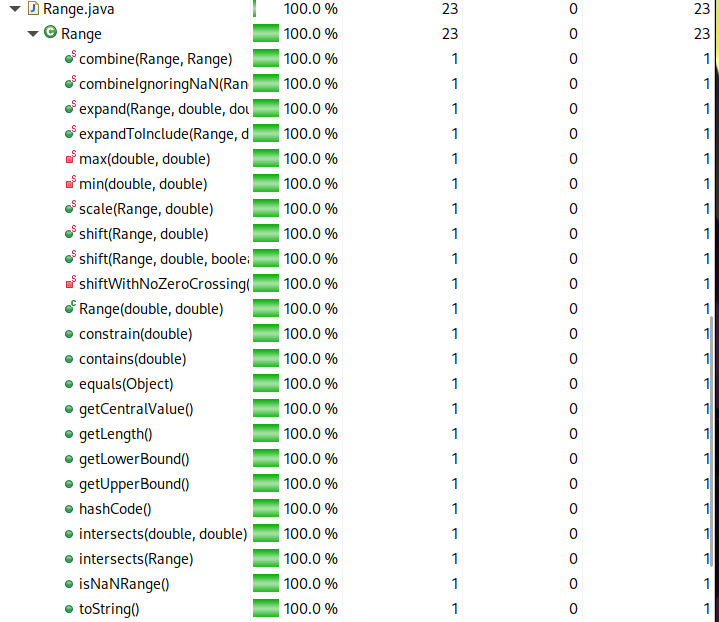 Range.java 100.0 % 23 0 23
Range 100.0 % 23 0 23
combine(Range, Range) 100.0 % 1 0 1
combineIgnoringNaN(Ran 100.0 % 1 0 1
expand(Range, double, dou 100.0 % 1 0 1
expandToInclude(Range, d 100.0 % 1 0 1
max(double, double) 100.0 % 1 0 1
min(double, double) 100.0 % 1 0 1
scale(Range, double) 100.0 % 1 0 1
shift(Range, double) 100.0 % 1 0 1
shift(Range, double, boolea 100.0 % 1 0 1
shiftWithNoZeroCrossing( 100.0 % 1 0 1
Range(double, double) 100.0 % 1 0 1
constrain(double) 100.0 % 1 0 1
contains(double) 100.0 % 1 0 1
equals(Object) 100.0 % 1 0 1
getCentralValue() 100.0 % 1 0 1
getLength() 100.0 % 1 0 1
getLowerBound() 100.0 % 1 0 1
getUpperBound() 100.0 % 1 0 1
hashCode() 100.0 % 1 0 1
intersects(double, double) 100.0 % 1 0 1
intersects(Range) 100.0 % 1 0 1
isNaNRange() 100.0 % 1 0 1
toString() 100.0 % 1 0 1